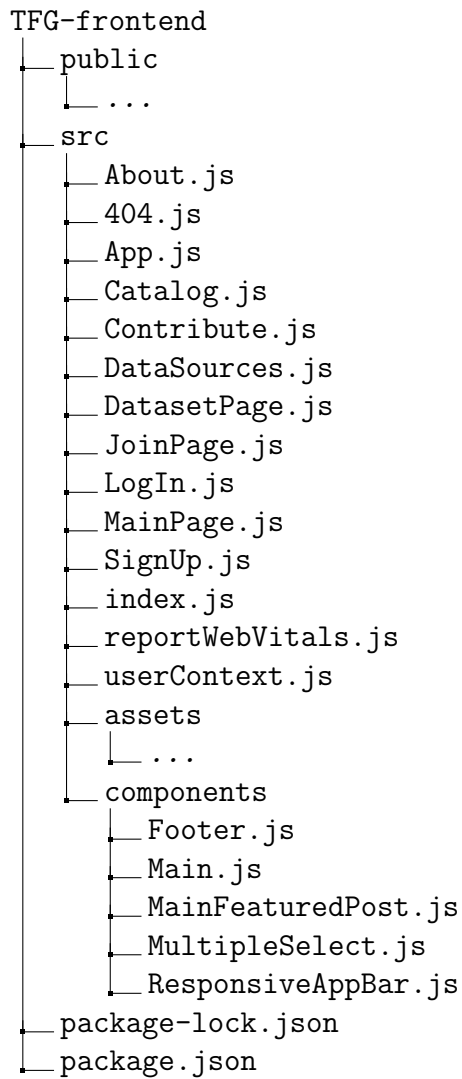 TFG-frontend
public
...
src
About.js
404.js
App.js
Catalog.js
Contribute.js
DataSources.js
DatasetPage.js
JoinPage.js
LogIn.js
MainPage.js
SignUp.js
index.js
reportWebVitals.js
userContext.js
assets
...
components
Footer.js
Main.js
MainFeaturedPost.js
MultipleSelect.js
ResponsiveAppBar.js
package-lock.json
package.json